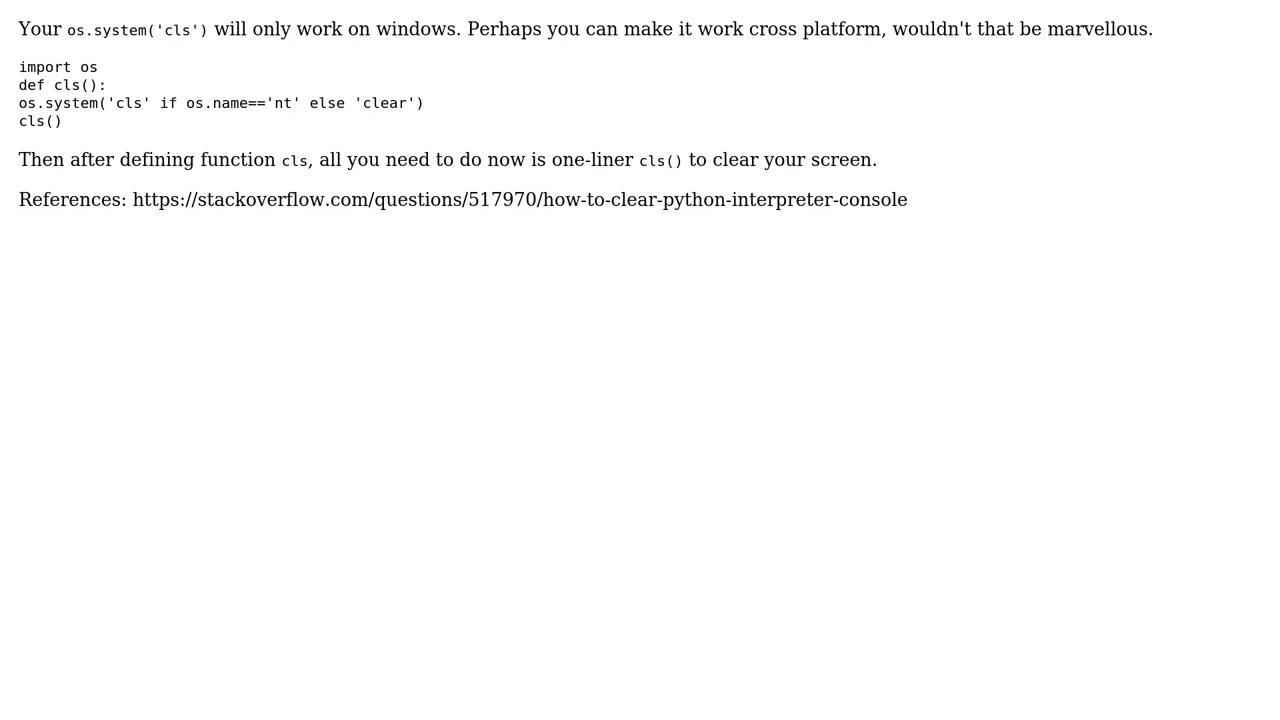 Your os.system('cls') will only work on windows. Perhaps you can make it work cross platform, wouldn't that be marvellous.
import os
def cls():
os.system('cls' if os.name=='nt' else 'clear')
cls()
Then after defining function cls, all you need to do now is one-liner cls() to clear your screen.
References: https://stackoverflow.com/questions/517970/how-to-clear-python-interpreter-console